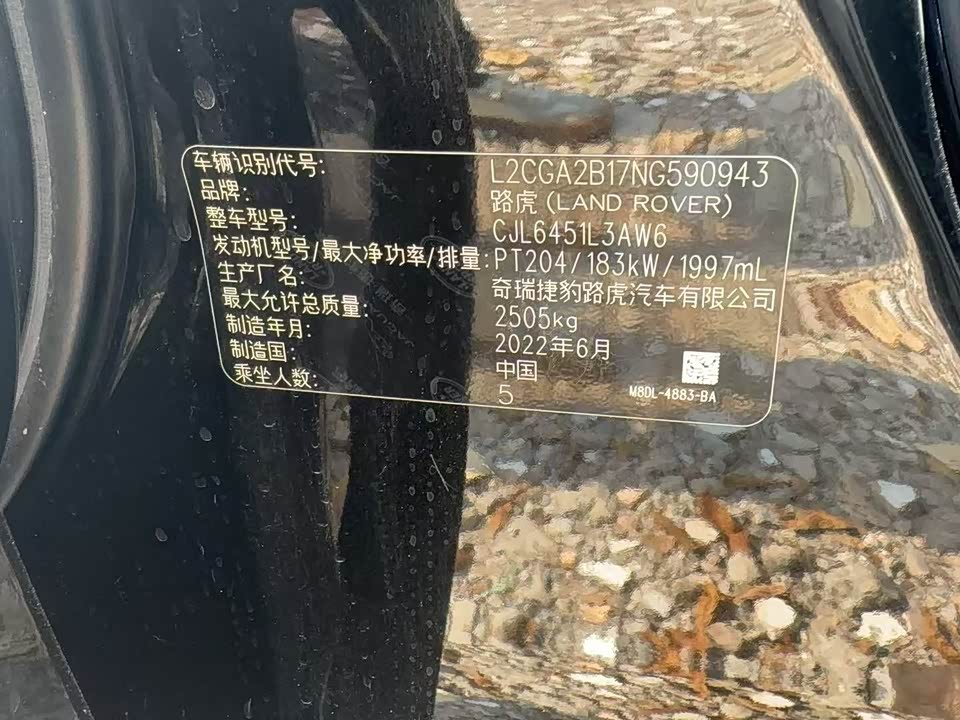 车辆识别代号: L2CGA2B17NG590943
品牌: 路虎 (LAND ROVER)
整车型号: CJL6451L3AW6
发动机型号/最大净功率/排量: PT204/183kW/1997mL
生产厂名: 奇瑞捷豹路虎汽车有限公司
最大允许总质量: 2505kg
制造年月: 2022年6月
制造国: 中国
乘坐人数: 5
M8DL-4883-BA